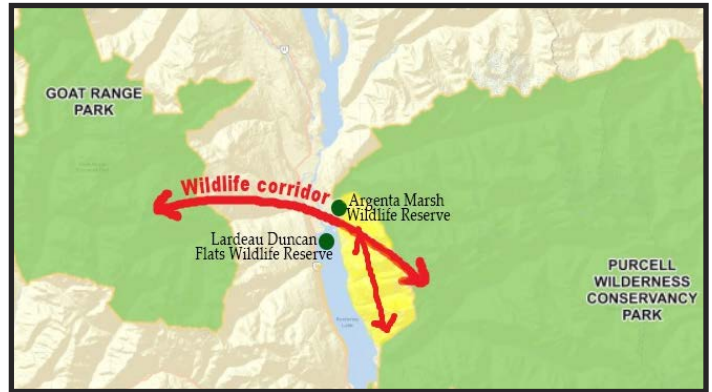 GOAT RANGE
PARK
Wildlife corridor
Argenta Marsh
Wildlife Reserve
Lardeau Duncan
Flats Wildlife Reserve
PURCELL
WILDERNESS
CONSERVANCY
PARK